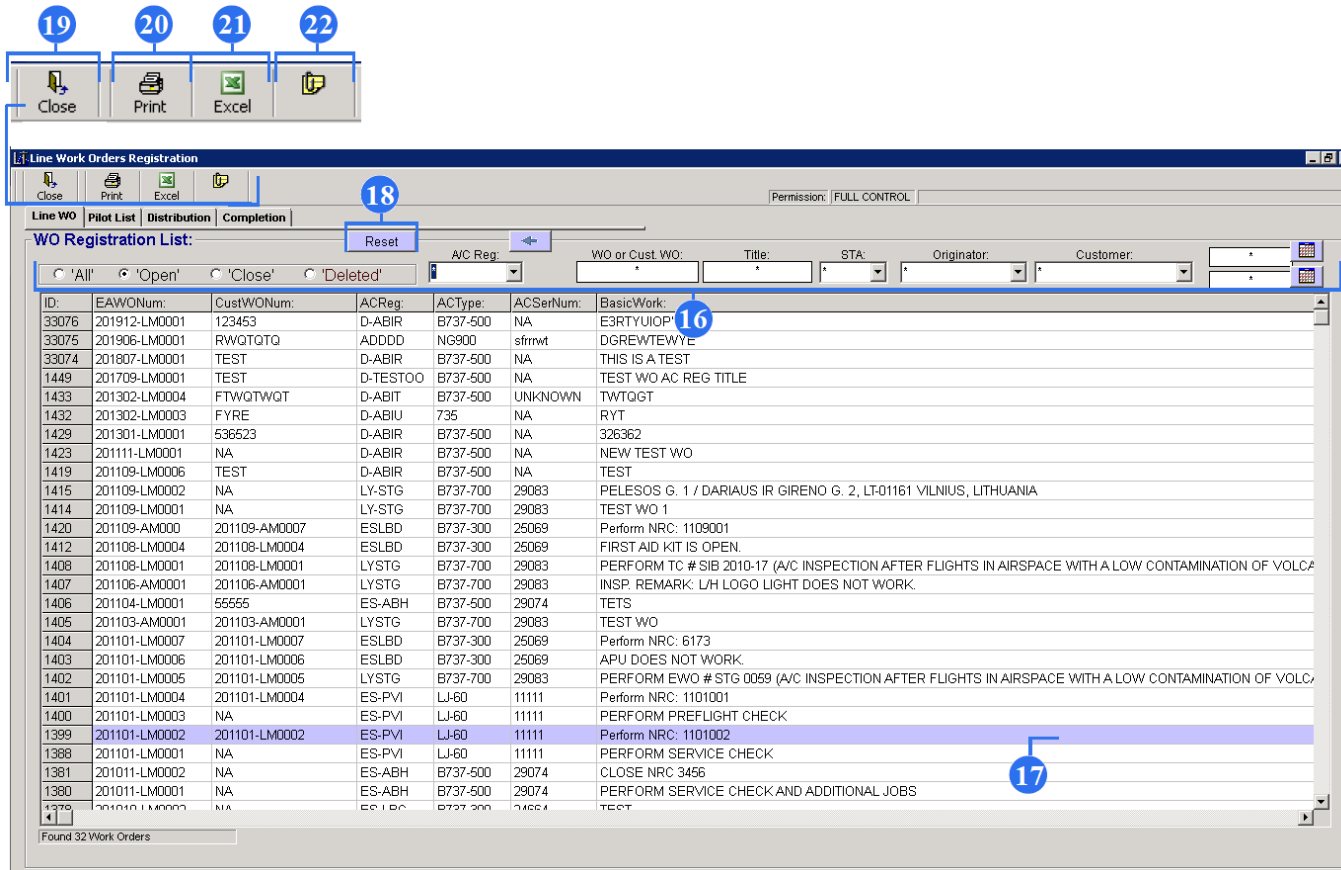 19 20 21 22
Close Print Excel
Line Work Orders Registration
Close Print Excel
18
Permission: FULL CONTROL
Line WO Pilot List Distribution Completion
WO Registration List: Reset
A/C Reg: WO or Cust. WO: Title: STA: Originator: Customer:
'All' 'Open' 'Close' 'Deleted' * * * * * * * *
ID: EAWONum: CustWONum: ACReg: ACType: ACSerNum: BasicWork:
16
33076 201912-LM0001 123453 D-ABIR B737-500 NA E3RTYUIOP'
33075 201906-LM0001 RWQTQTQ ADDDD NG900 sfrrrwt DGREWTEWYE
33074 201807-LM0001 TEST D-ABIR B737-500 NA THIS IS A TEST
1449 201709-LM0001 TEST D-TESTOO B737-500 NA TEST WO AC REG TITLE
1433 201302-LM0004 FTWQTWQT D-ABIT B737-500 UNKNOWN TWTQGT
1432 201302-LM0003 FYRE D-ABIU 735 NA RYT
1429 201301-LM0001 536523 D-ABIR B737-500 NA 326362
1423 201111-LM0001 NA D-ABIR B737-500 NA NEW TEST WO
1419 201109-LM0006 TEST D-ABIR B737-500 NA TEST
1415 201109-LM0002 NA LY-STG B737-700 29083 PELESOS G. 1 / DARIAUS IR GIRENO G. 2, LT-01161 VILNIUS, LITHUANIA
1414 201109-LM0001 NA LY-STG B737-700 29083 TEST WO 1
1420 201109-AM000 201109-AM0007 ESLBD B737-300 25069 Perform NRC: 1109001
1412 201108-LM0004 201108-LM0004 ESLBD B737-300 25069 FIRST AID KIT IS OPEN.
1408 201108-LM0001 201108-LM0001 LYSTG B737-700 29083 PERFORM TC # SIB 2010-17 (A/C INSPECTION AFTER FLIGHTS IN AIRSPACE WITH A LOW CONTAMINATION OF VOLCA
1407 201106-AM0001 201106-AM0001 LYSTG B737-700 29083 INSP. REMARK: L/H LOGO LIGHT DOES NOT WORK.
1406 201104-LM0001 55555 ES-ABH B737-500 29074 TETS
1405 201103-AM0001 201103-AM0001 LYSTG B737-700 29083 TEST WO
1404 201101-LM0007 201101-LM0007 ESLBD B737-300 25069 Perform NRC: 6173
1403 201101-LM0006 201101-LM0006 ESLBD B737-300 25069 APU DOES NOT WORK.
1402 201101-LM0005 201101-LM0005 LYSTG B737-700 29083 PERFORM EWO # STG 0059 (A/C INSPECTION AFTER FLIGHTS IN AIRSPACE WITH A LOW CONTAMINATION OF VOLCA
1401 201101-LM0004 201101-LM0004 ES-PVI LJ-60 11111 Perform NRC: 1101001
1400 201101-LM0003 NA ES-PVI LJ-60 11111 PERFORM PREFLIGHT CHECK
1399 201101-LM0002 201101-LM0002 ES-PVI LJ-60 11111 Perform NRC: 1101002
1388 201101-LM0001 NA ES-PVI LJ-60 11111 PERFORM SERVICE CHECK
17
1381 201011-LM0002 NA ES-ABH B737-500 29074 CLOSE NRC 3456
1380 201011-LM0001 NA ES-ABH B737-500 29074 PERFORM SERVICE CHECK AND ADDITIONAL JOBS
Found 32 Work Orders